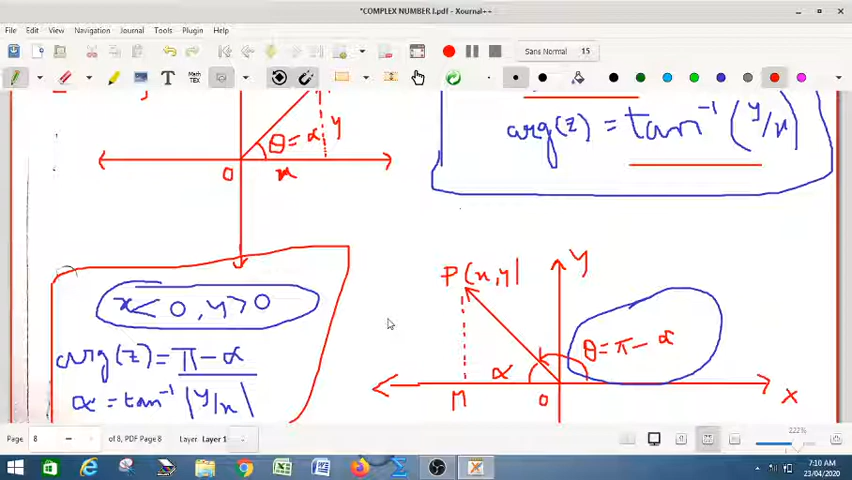 *COMPLEX NUMBER I.pdf - Xournal++
File Edit View Navigation Journal Tools Plugin Help
Sans Normal 15
Math TEX
y
θ = α
O
x
arg(z) = tan⁻¹ (y/x)
x < 0, y > 0
arg(z) = π - α
α = tan⁻¹ |y/x|
P(x,y)
y
θ = π - α
α
M
O
X
Page 8 of 8, PDF Page 8 Layer Layer 1
222%
7:10 AM
23/04/2020